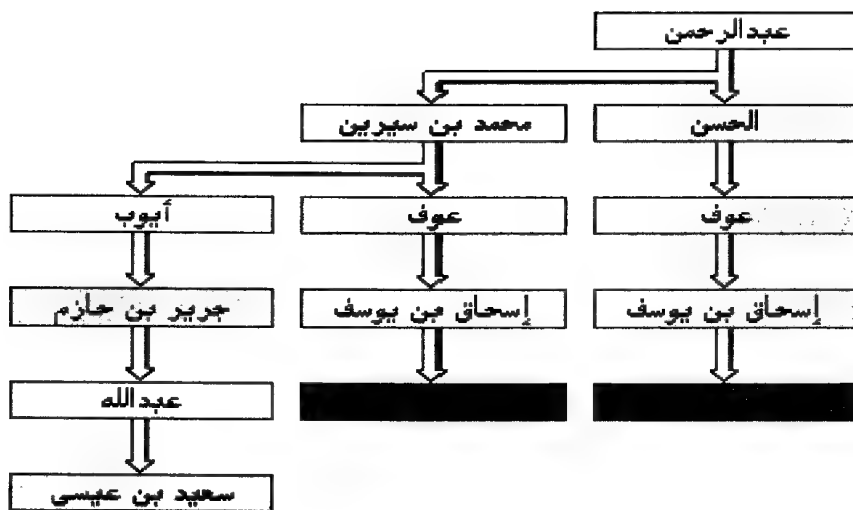 عبدالرحمن
الحسن
محمد بن سيرين
عوف
عوف
أيوب
إسحاق بن يوسف
إسحاق بن يوسف
جرير بن حازم
عبدالله
سعيد بن عيسى